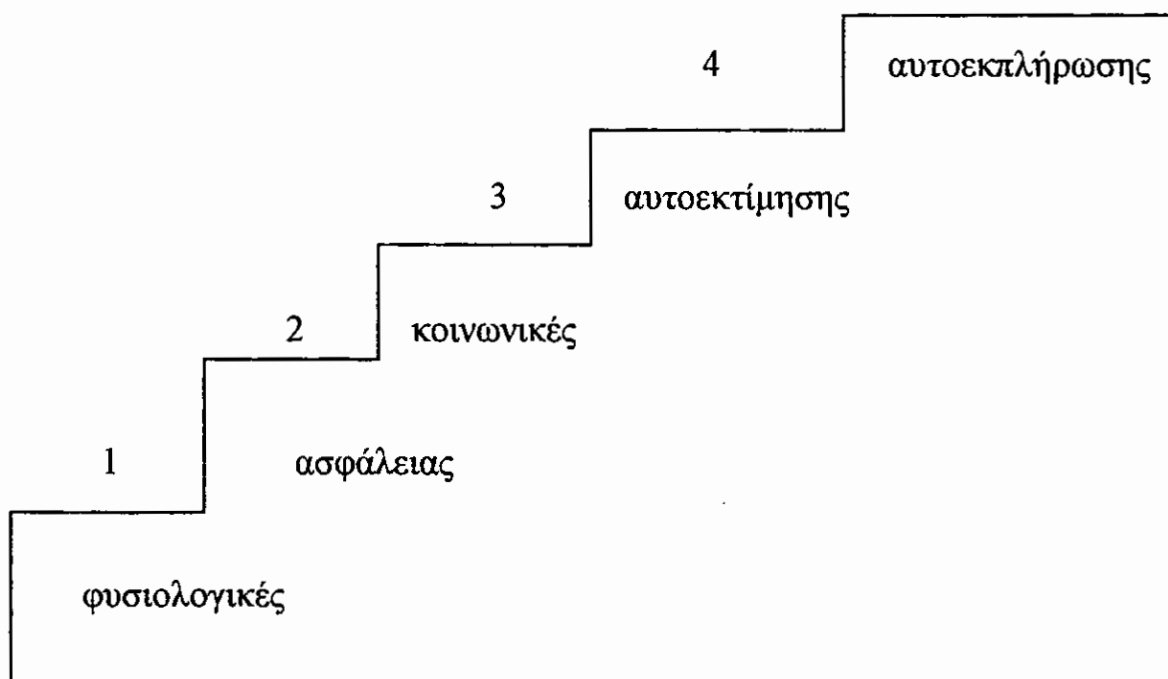 4 αυτοεκπλήρωσης
3 αυτοεκτίμησης
2 κοινωνικές
1 ασφάλειας
φυσιολογικές